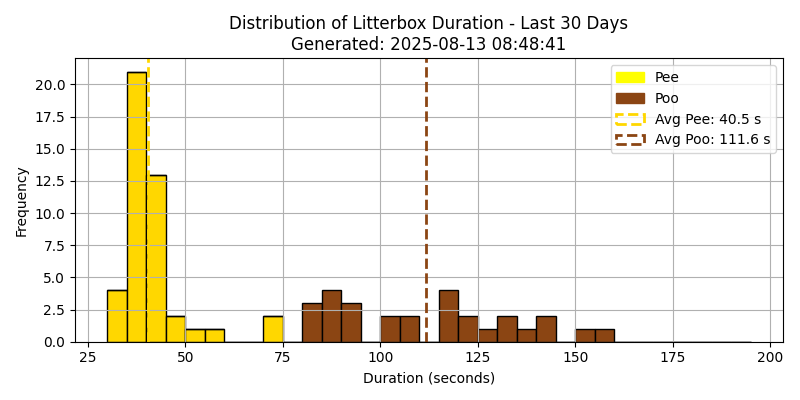 Distribution of Litterbox Duration - Last 30 Days
Generated: 2025-08-13 08:48:41
Pee
Poo
Avg Pee: 40.5 s
Avg Poo: 111.6 s
Frequency
20.0
17.5
15.0
12.5
10.0
7.5
5.0
2.5
0.0
25 50 75 100 125 150 175 200
Duration (seconds)